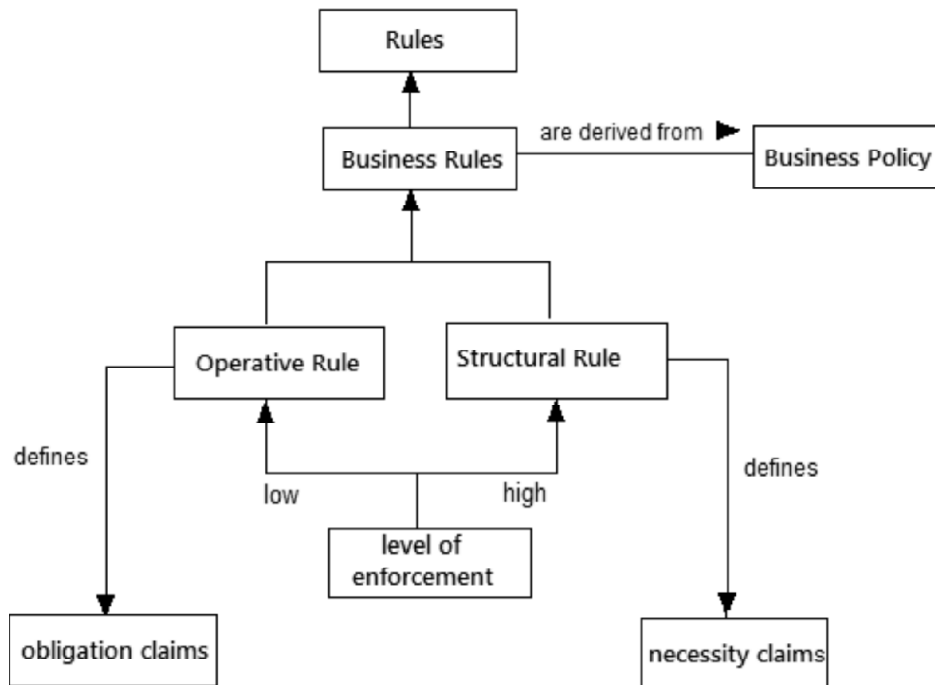 Rules
are derived from
Business Rules
Business Policy
Operative Rule
Structural Rule
defines
defines
low
high
level of
enforcement
obligation claims
necessity claims